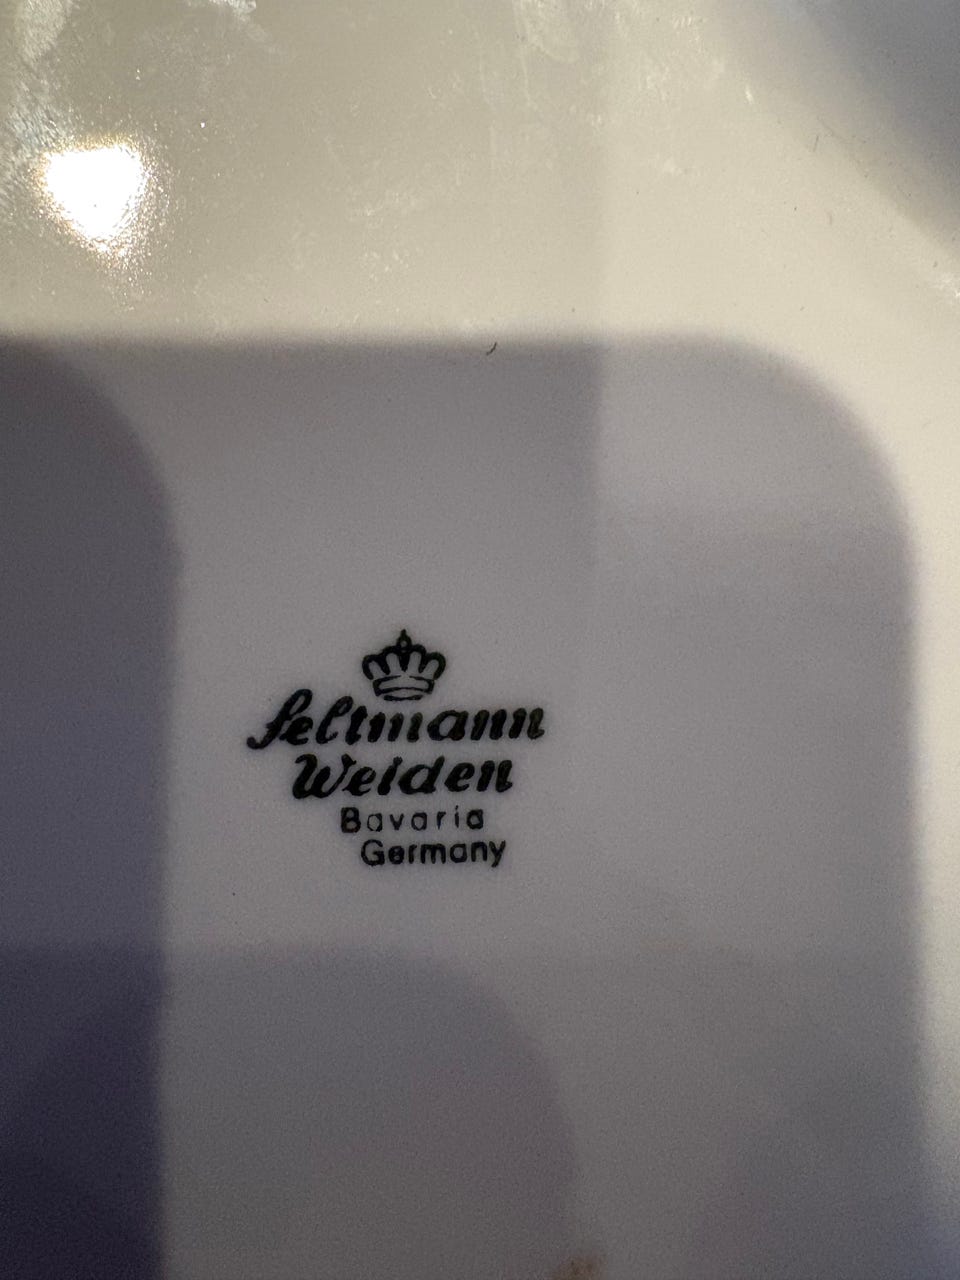 Seltmann
Weiden
Bavaria
Germany